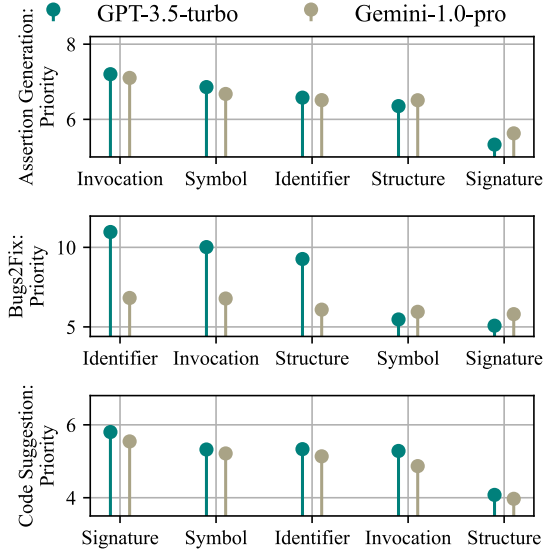 GPT-3.5-turbo Gemini-1.0-pro
Assertion Generation:
Priority
8
6
Invocation Symbol Identifier Structure Signature
Bugs2Fix:
Priority
10
5
Identifier Invocation Structure Symbol Signature
Code Suggestion:
Priority
6
4
Signature Symbol Identifier Invocation Structure